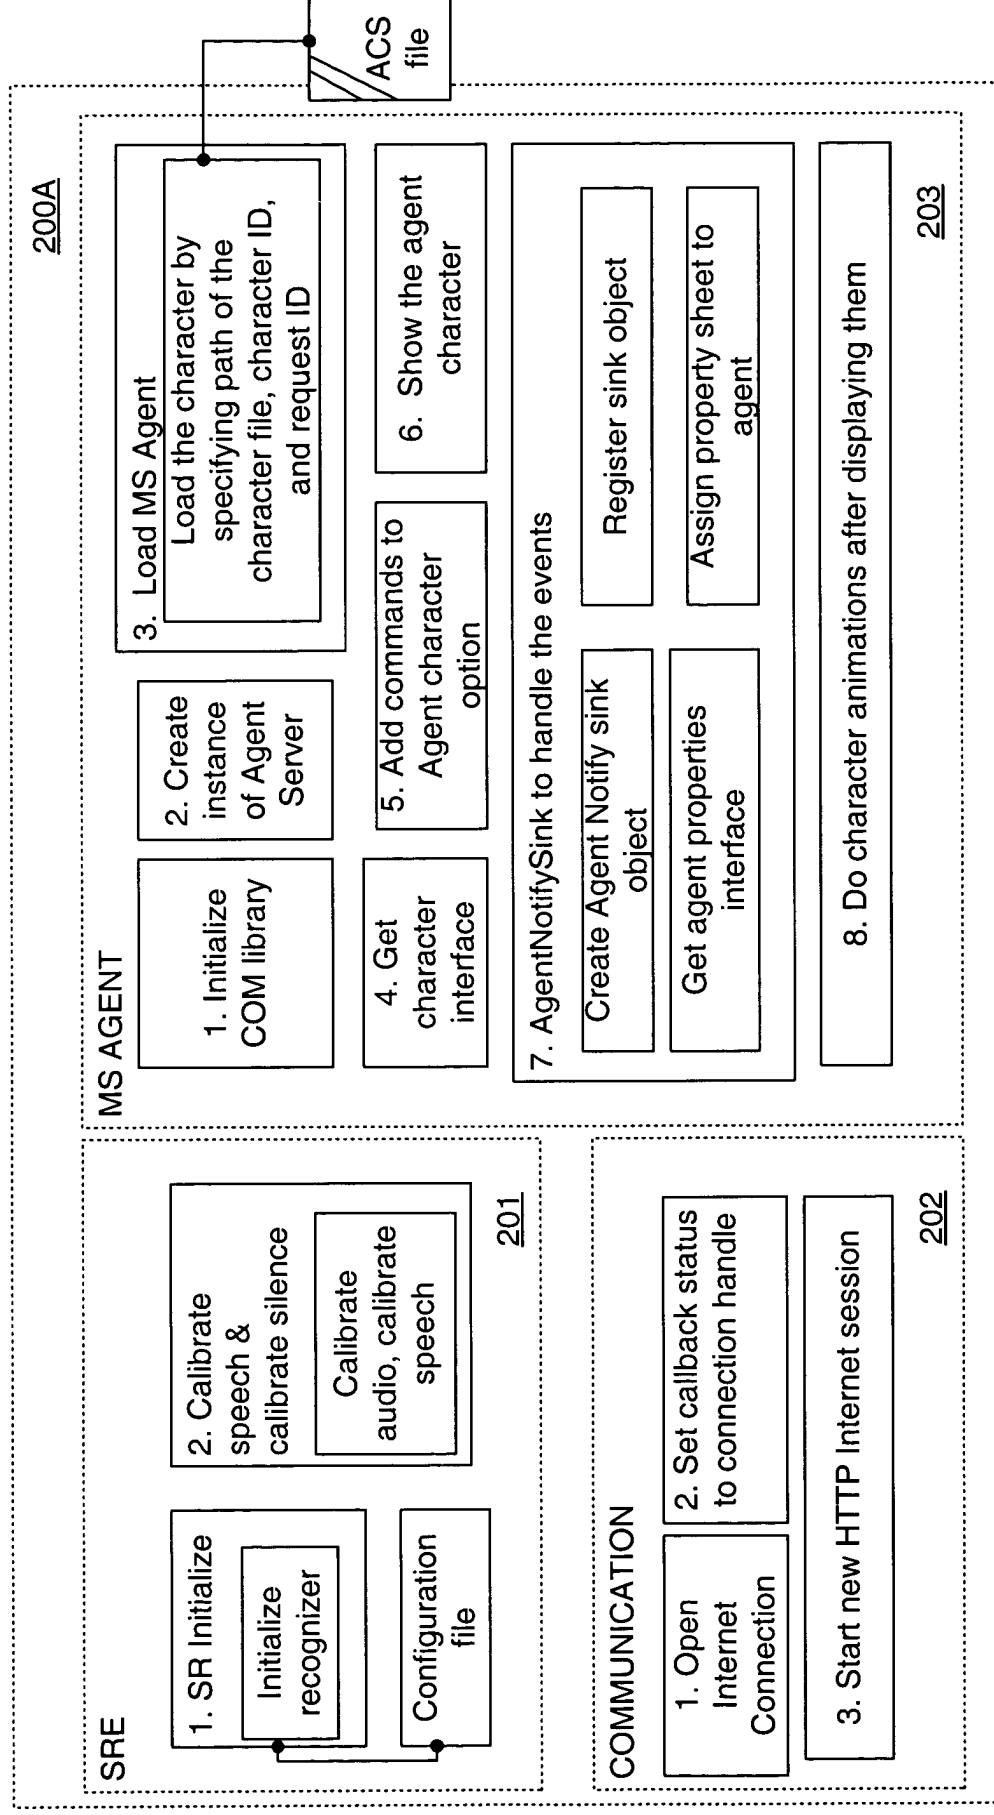 200A
SRE
1. SR Initialize
Initialize
recognizer
Configuration
file
2. Calibrate
speech &
calibrate silence
Calibrate
audio, calibrate
speech
201
COMMUNICATION
1. Open
Internet
Connection
2. Set callback status
to connection handle
3. Start new HTTP Internet session
202
MS AGENT
1. Initialize
COM library
2. Create
instance
of Agent
Server
3. Load MS Agent
Load the character by
specifying path of the
character file, character ID,
and request ID
ACS
file
4. Get
character
interface
5. Add commands to
Agent character
option
6. Show the agent
character
7. AgentNotifySink to handle the events
Create Agent Notify sink
object
Register sink object
Get agent properties
interface
Assign property sheet to
agent
8. Do character animations after displaying them
203